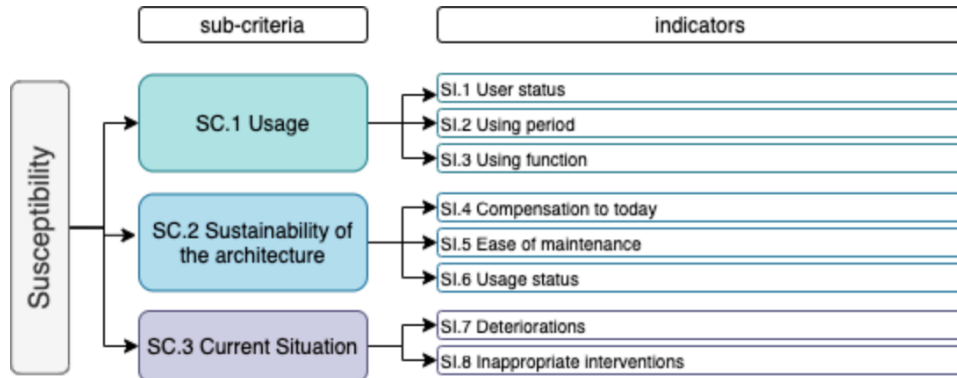 sub-criteria
indicators
Susceptibility
SC.1 Usage
SI.1 User status
SI.2 Using period
SI.3 Using function
SC.2 Sustainability of
the architecture
SI.4 Compensation to today
SI.5 Ease of maintenance
SI.6 Usage status
SC.3 Current Situation
SI.7 Deteriorations
SI.8 Inappropriate interventions